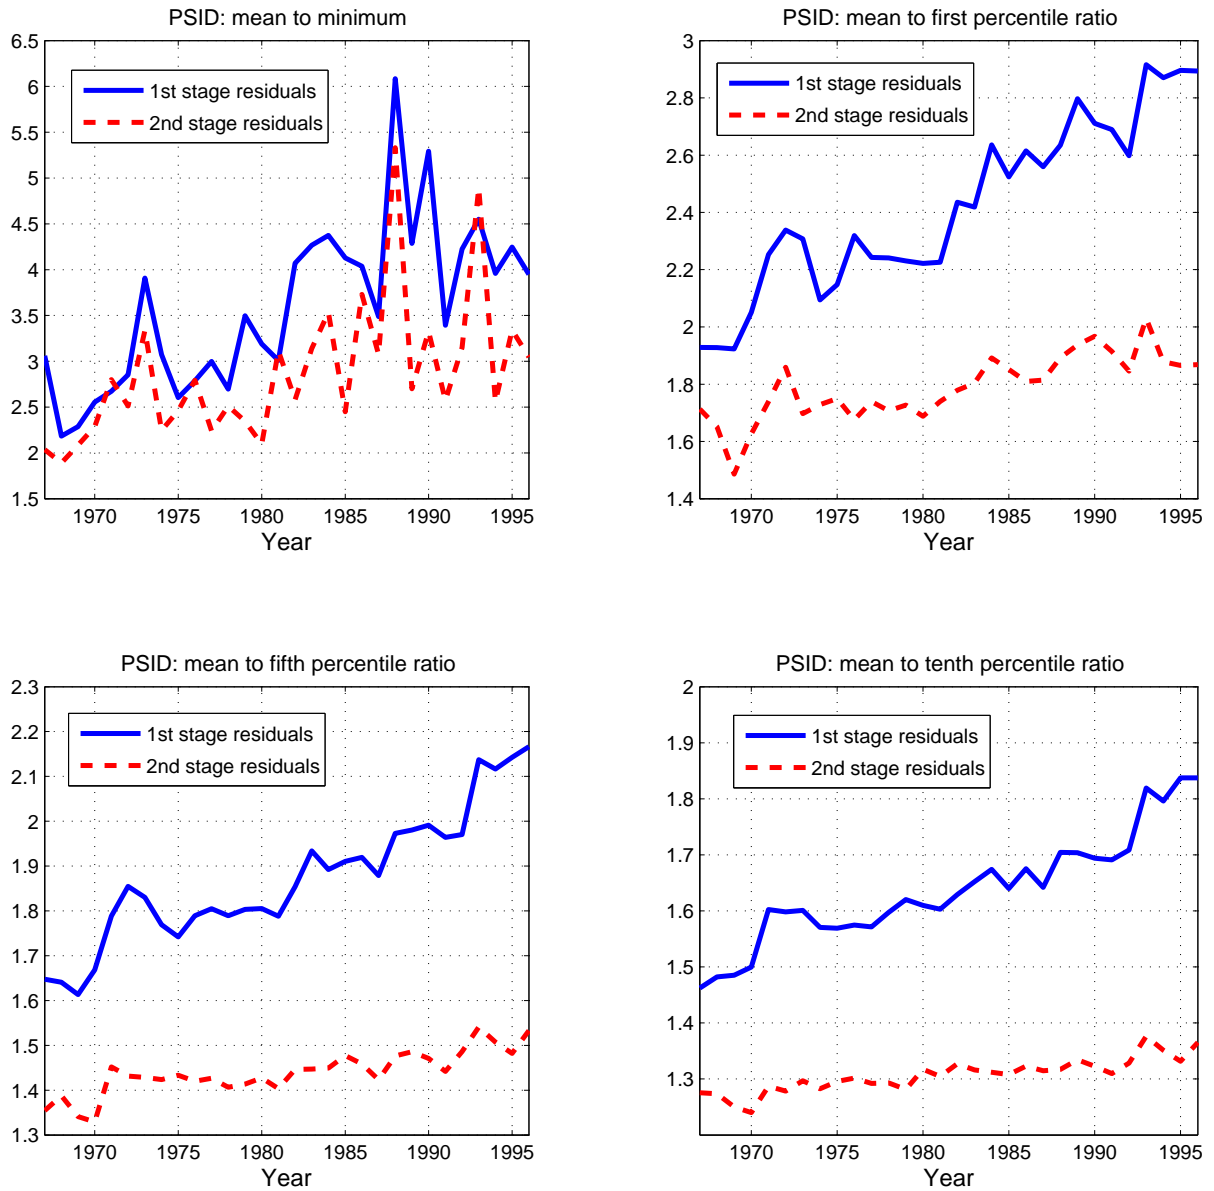 PSID: mean to minimum
6.5
6
5.5
5
4.5
4
3.5
3
2.5
2
1.5
1st stage residuals
2nd stage residuals
1970 1975 1980 1985 1990 1995
Year
PSID: mean to first percentile ratio
3
2.8
2.6
2.4
2.2
2
1.8
1.6
1.4
1st stage residuals
2nd stage residuals
1970 1975 1980 1985 1990 1995
Year
PSID: mean to fifth percentile ratio
2.3
2.2
2.1
2
1.9
1.8
1.7
1.6
1.5
1.4
1.3
1st stage residuals
2nd stage residuals
1970 1975 1980 1985 1990 1995
Year
PSID: mean to tenth percentile ratio
2
1.9
1.8
1.7
1.6
1.5
1.4
1.3
1st stage residuals
2nd stage residuals
1970 1975 1980 1985 1990 1995
Year